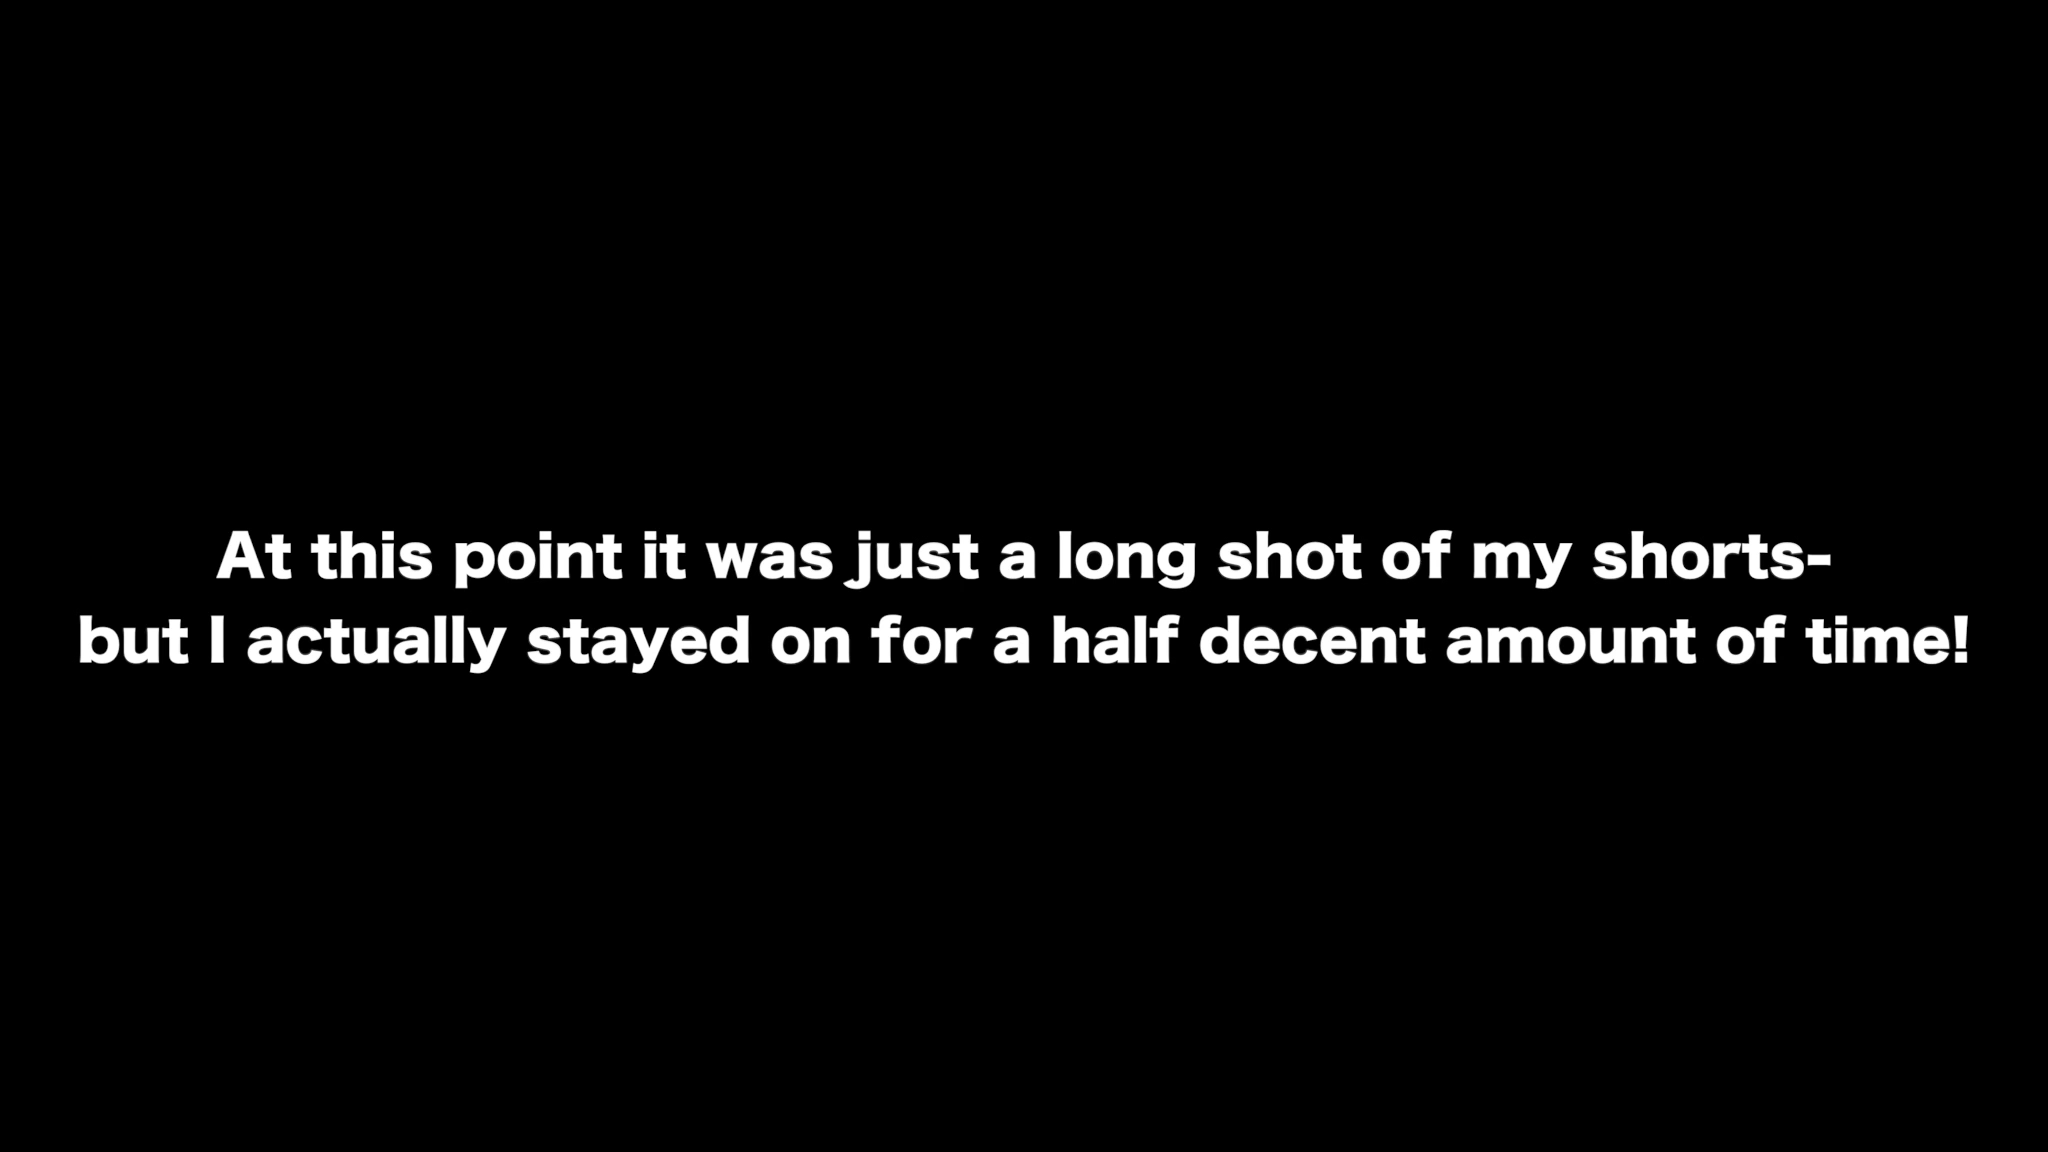 At this point it was just a long shot of my shorts-
but I actually stayed on for a half decent amount of time!